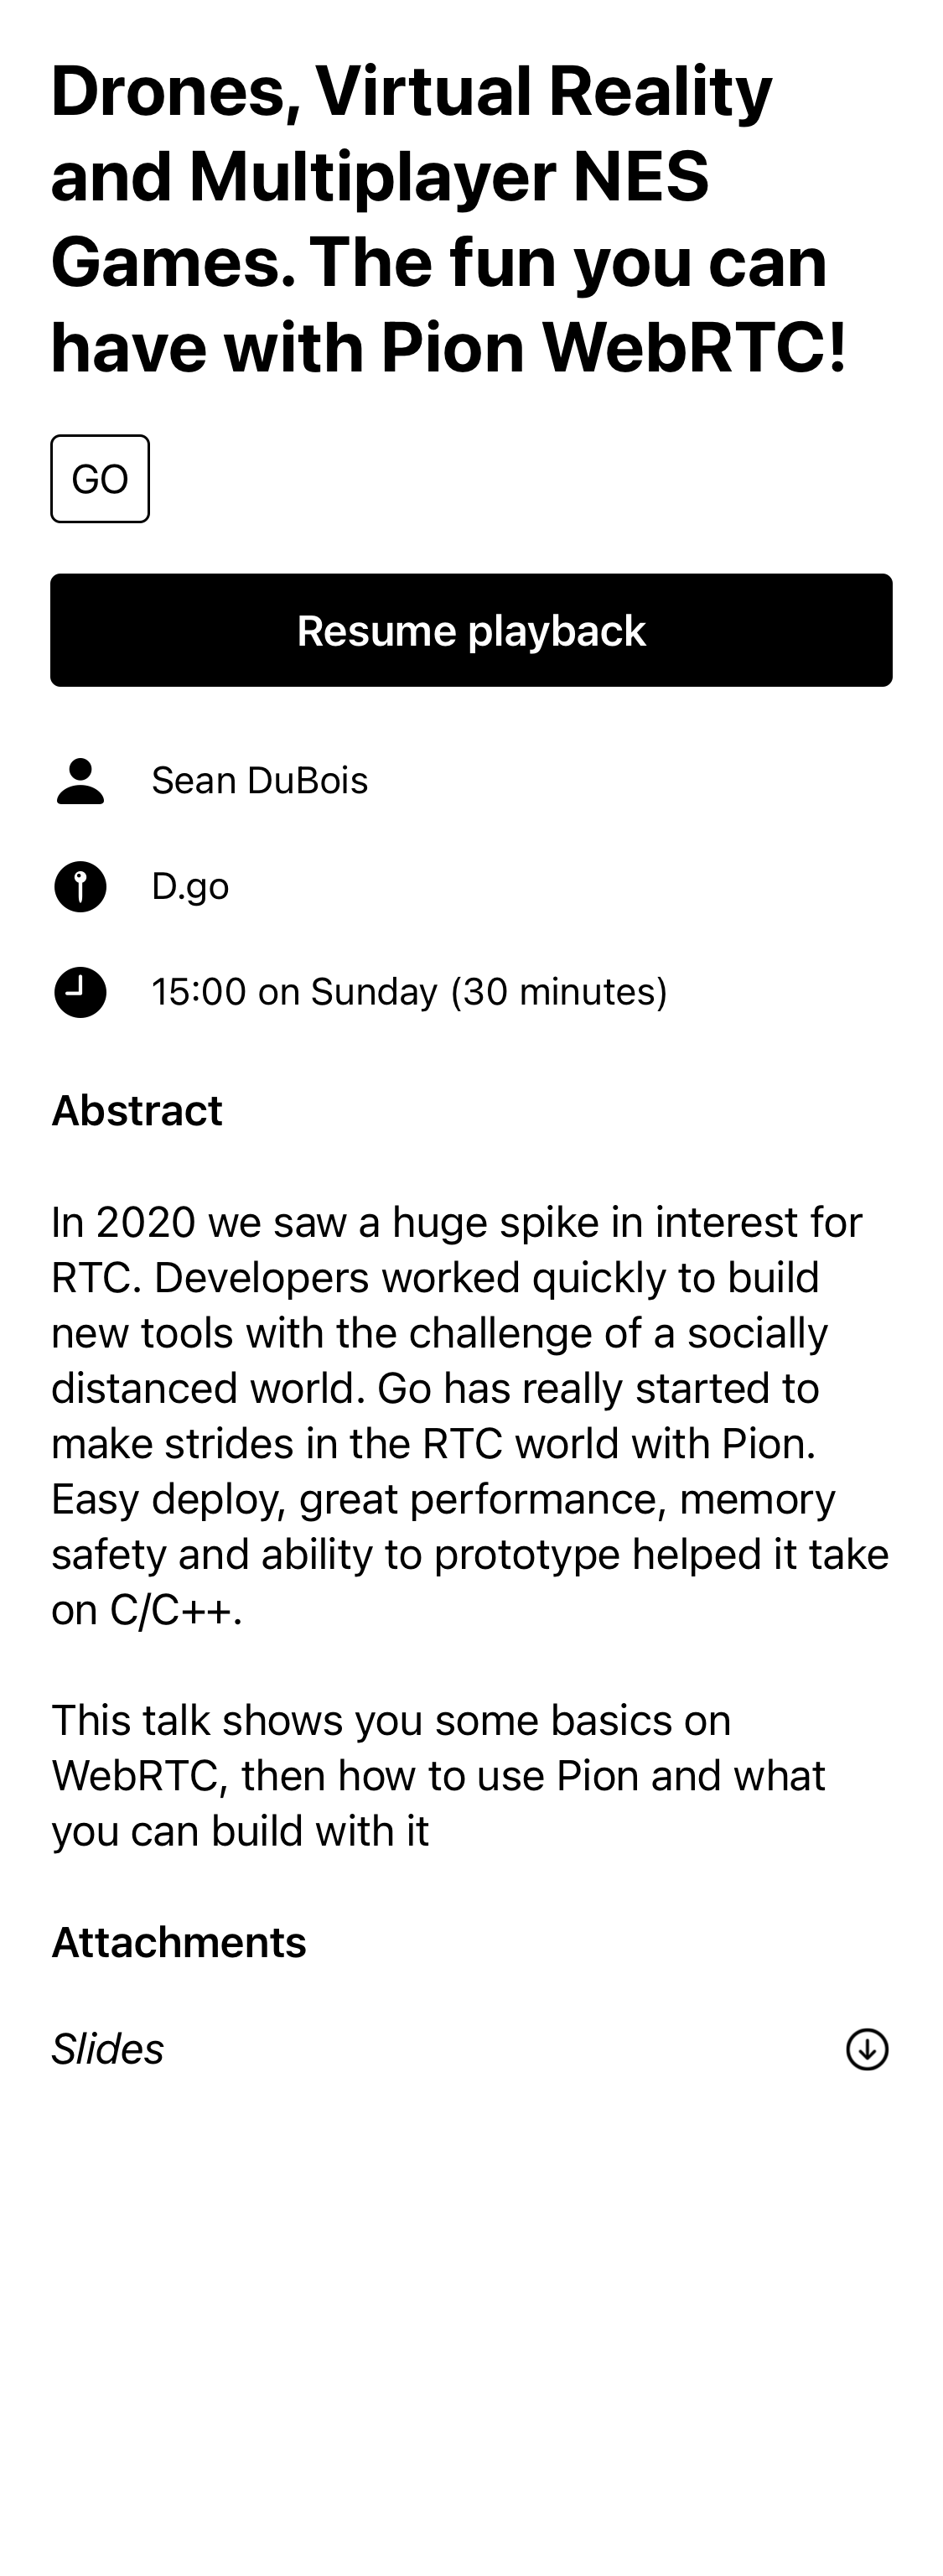 Drones, Virtual Reality
and Multiplayer NES
Games. The fun you can
have with Pion WebRTC!
GO
Resume playback
Sean DuBois
D.go
15:00 on Sunday (30 minutes)
Abstract
In 2020 we saw a huge spike in interest for
RTC. Developers worked quickly to build
new tools with the challenge of a socially
distanced world. Go has really started to
make strides in the RTC world with Pion.
Easy deploy, great performance, memory
safety and ability to prototype helped it take
on C/C++.
This talk shows you some basics on
WebRTC, then how to use Pion and what
you can build with it
Attachments
Slides